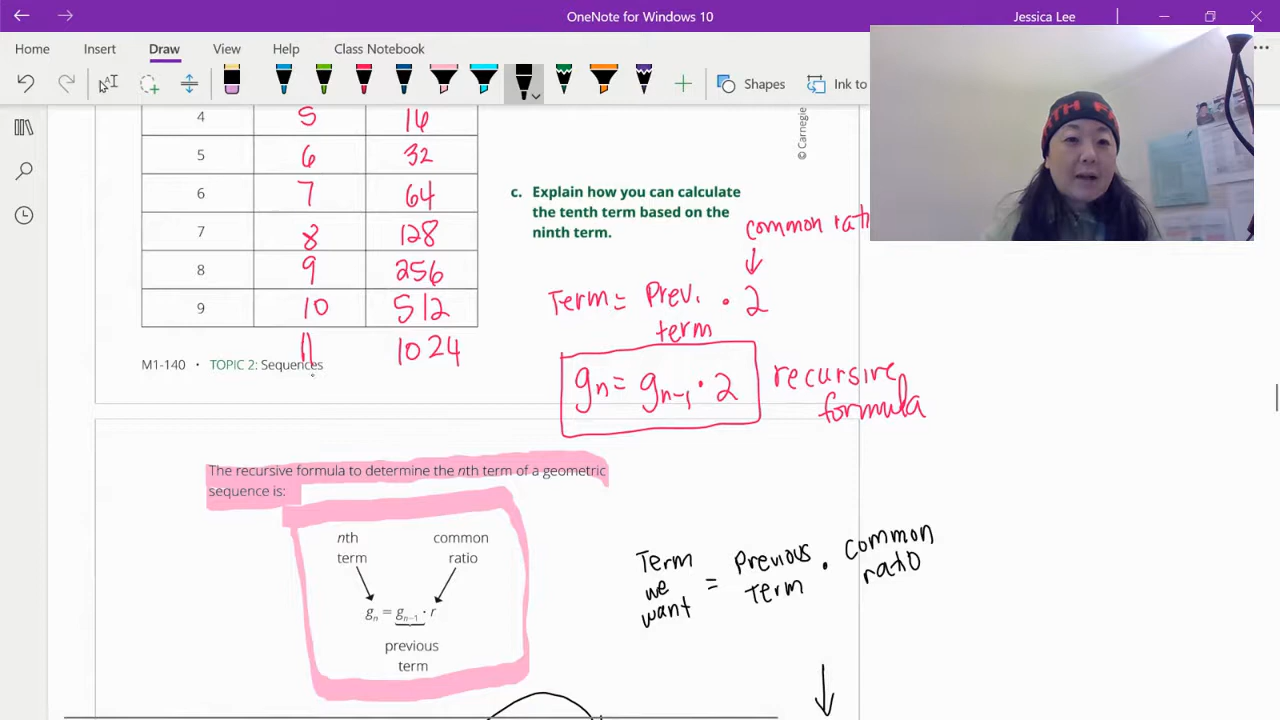 OneNote for Windows 10
Jessica Lee
Home Insert Draw View Help Class Notebook
Shapes
Ink to
4 5 16
5 6 32
6 7 64
7 8 128
8 9 256
9 10 512
11 1024
M1-140 • TOPIC 2: Sequences
© Carnegie
c. Explain how you can calculate
the tenth term based on the
ninth term.
common rati
Term = Prev. term • 2
gn = gn-1 • 2
recursive
formula
The recursive formula to determine the nth term of a geometric
sequence is:
nth
term
common
ratio
gn = gn-1 · r
previous
term
Term
we
want
=
Previous
term
•
common
ratio